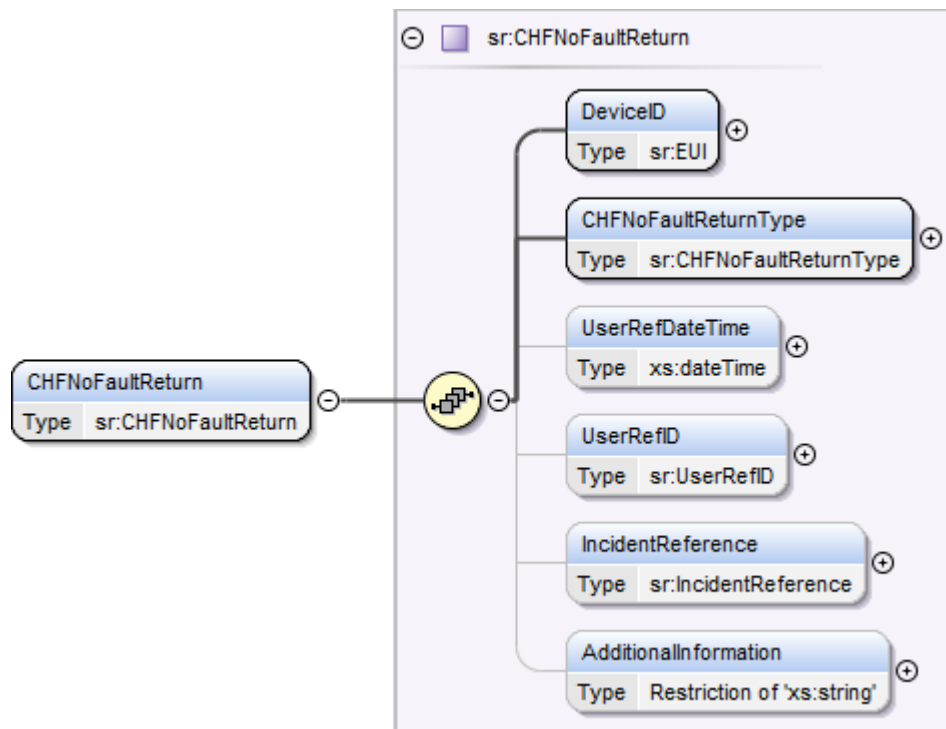 sr:CHFNoFaultReturn
DeviceID
Type sr:EUI
CHFNoFaultReturnType
Type sr:CHFNoFaultReturnType
UserRefDateTime
Type xs:dateTime
CHFNoFaultReturn
Type sr:CHFNoFaultReturn
UserRefID
Type sr:UserRefID
IncidentReference
Type sr:IncidentReference
AdditionalInformation
Type Restriction of 'xs:string'